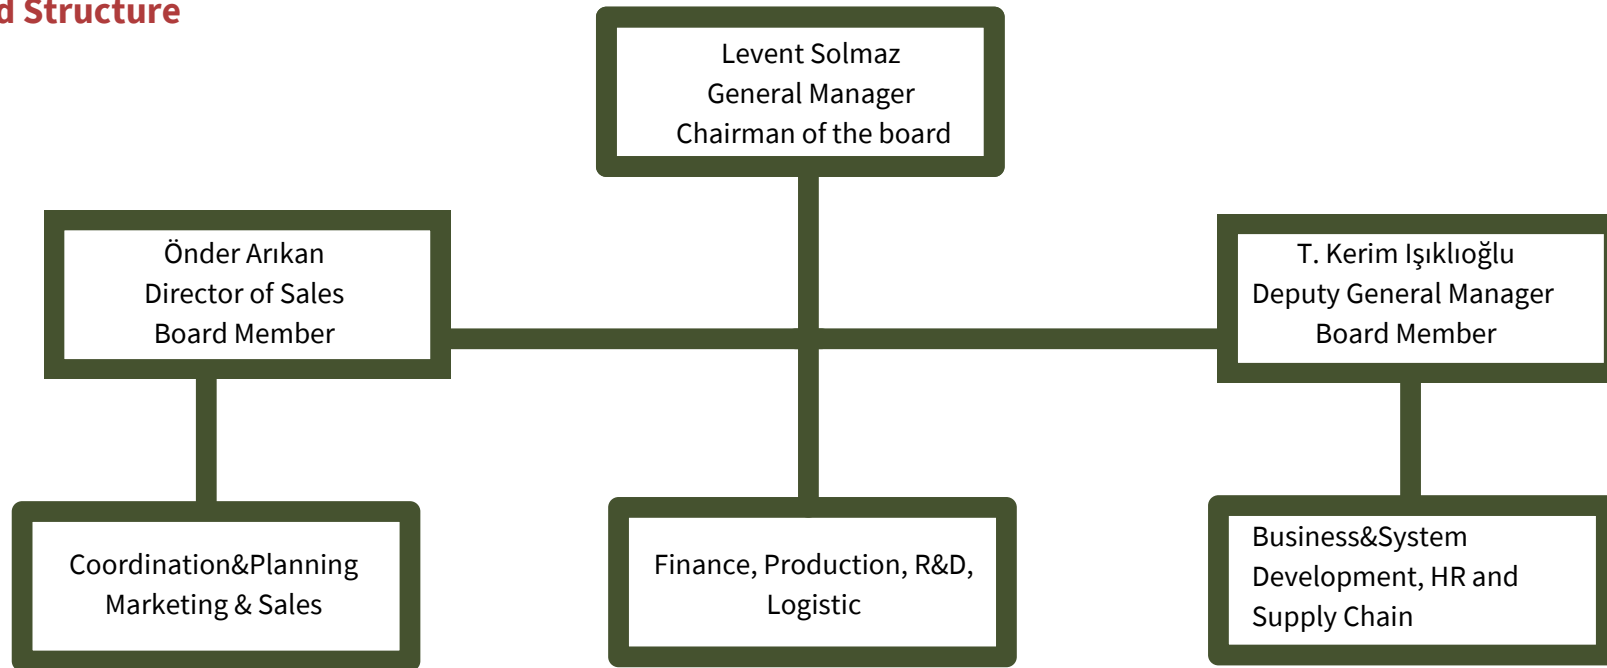 d Structure
Levent Solmaz
General Manager
Chairman of the board
Önder Arıkan
Director of Sales
Board Member
T. Kerim Işıklıoğlu
Deputy General Manager
Board Member
Coordination&Planning
Marketing & Sales
Finance, Production, R&D,
Logistic
Business&System
Development, HR and
Supply Chain